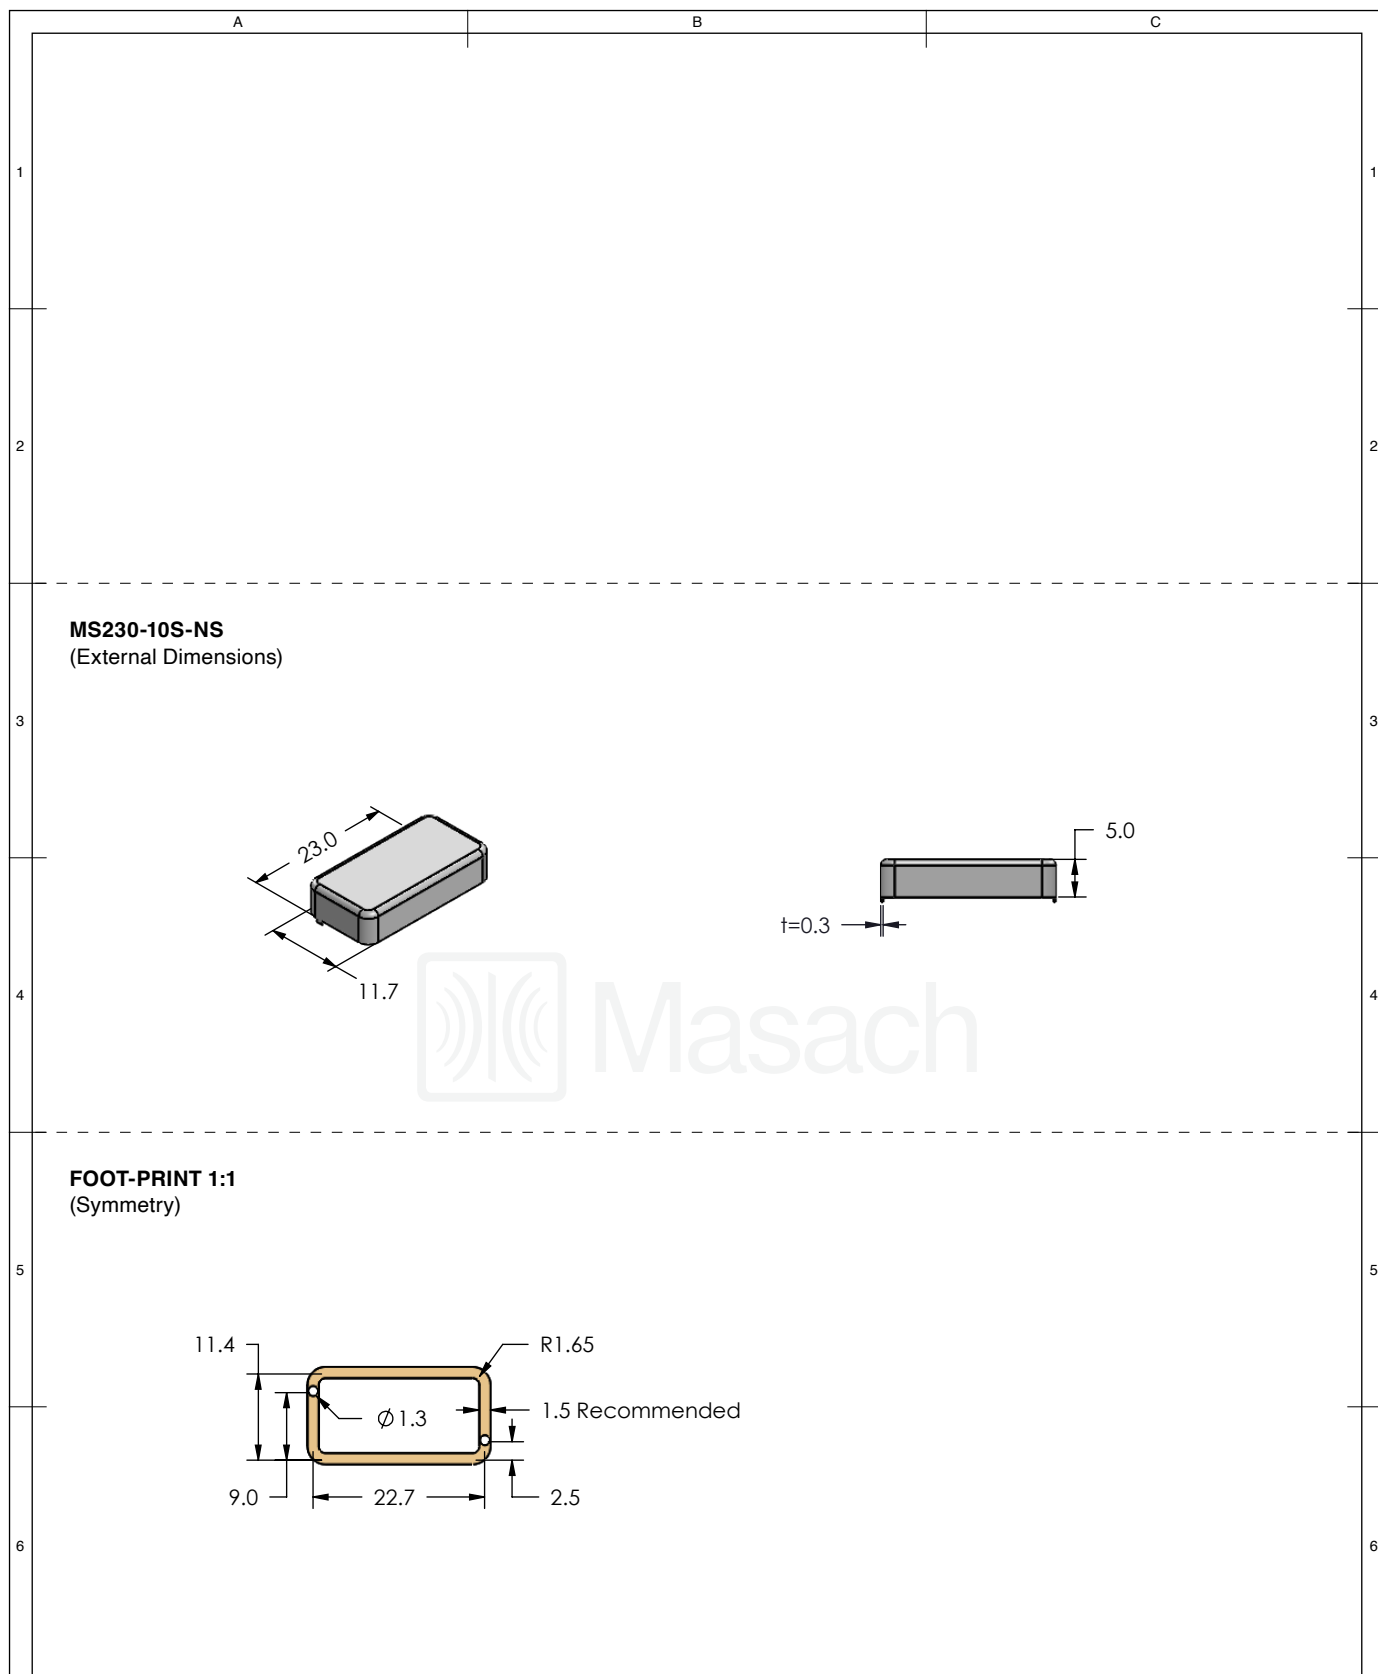 A B C
1 1
2 2
MS230-10S-NS
(External Dimensions)
3 3
23.0
5.0
t=0.3
11.7
4 4
Masach
FOOT-PRINT 1:1
(Symmetry)
5 5
11.4
R1.65
Ø1.3
1.5 Recommended
9.0
22.7
2.5
6 6